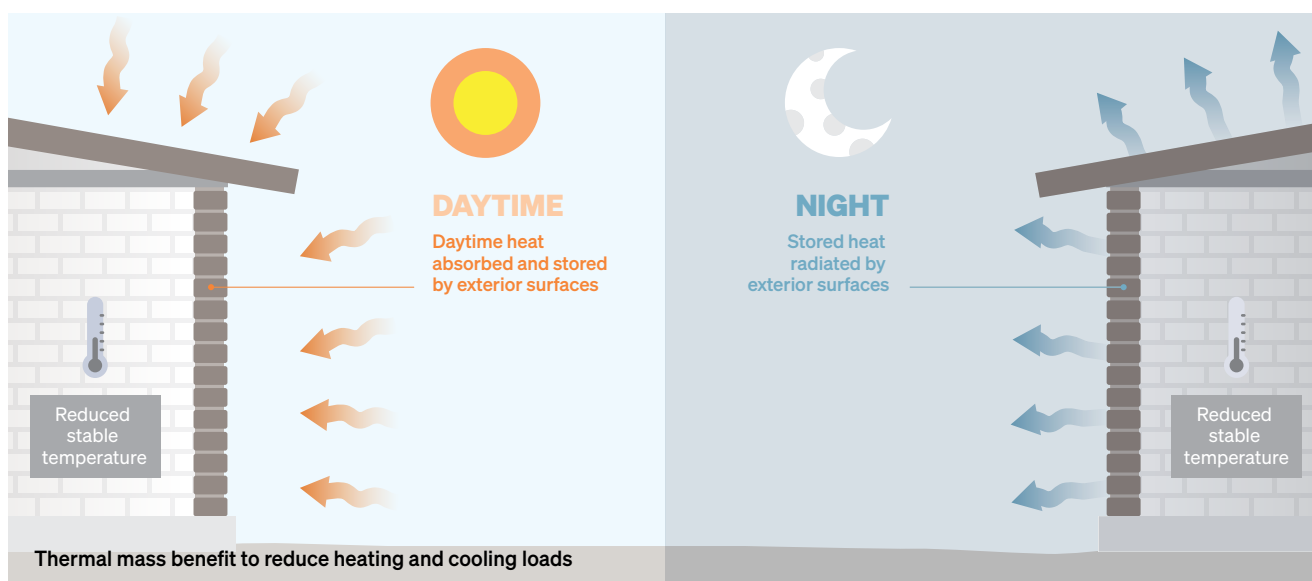 DAYTIME
Daytime heat
absorbed and stored
by exterior surfaces
Reduced
stable
temperature
NIGHT
Stored heat
radiated by
exterior surfaces
Reduced
stable
temperature
Thermal mass benefit to reduce heating and cooling loads